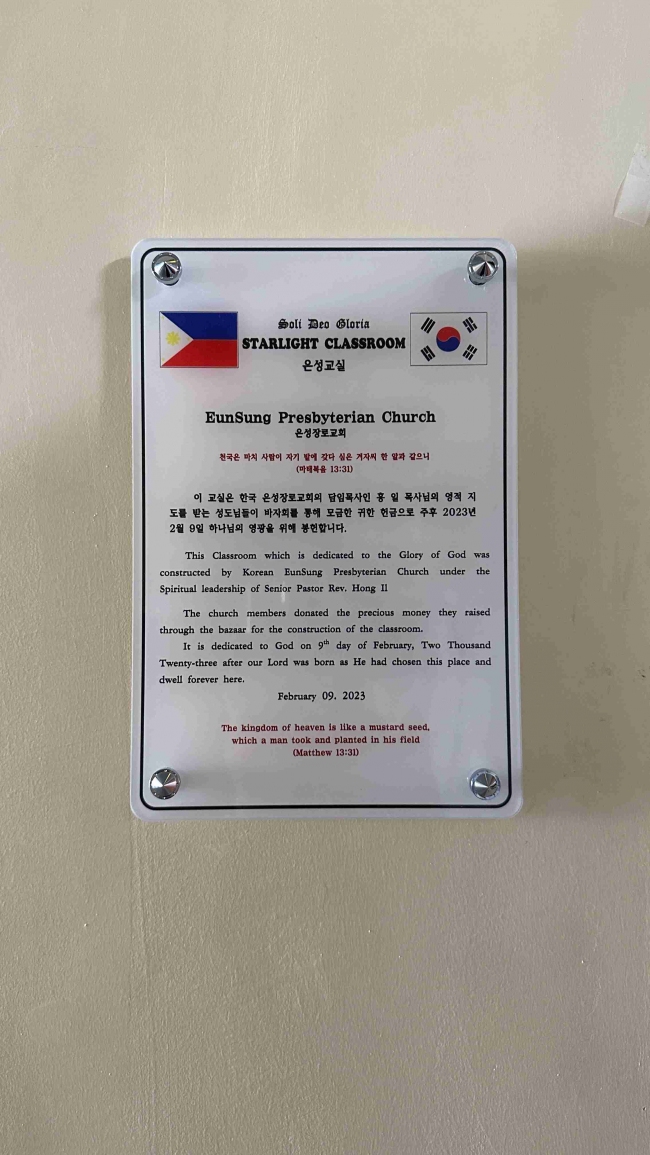 Soli Deo Gloria
STARLIGHT CLASSROOM
은성교실
EunSung Presbyterian Church
은성장로교회
천국은 마치 사람이 자기 밭에 갖다 심은 겨자씨 한 알과 같으니
(마태복음 13:31)
이 교실은 한국 은성장로교회의 담임목사인 홍 일 목사님의 영적 지
도를 받는 성도님들이 바자회를 통해 모금한 귀한 헌금으로 주후 2023년
2월 9일 하나님의 영광을 위해 봉헌합니다.
This Classroom which is dedicated to the Glory of God was
constructed by Korean EunSung Presbyterian Church under the
Spiritual leadership of Senior Pastor Rev. Hong Il
The church members donated the precious money they raised
through the bazaar for the construction of the classroom.
It is dedicated to God on 9th day of February, Two Thousand
Twenty-three after our Lord was born as He had chosen this place and
dwell forever here.
February 09. 2023
The kingdom of heaven is like a mustard seed,
which a man took and planted in his field
(Matthew 13:31)